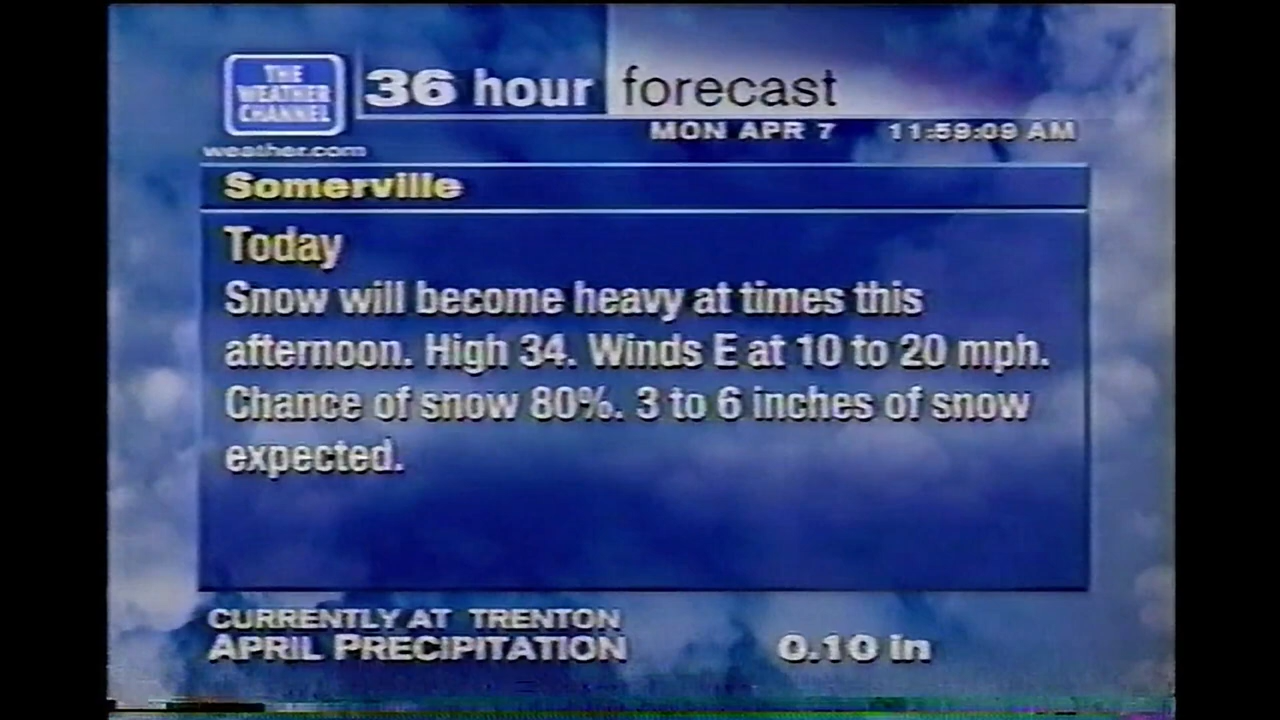 THE
WEATHER
CHANNEL
36 hour forecast
weather.com
MON APR 7 11:59:09 AM
Somerville
Today
Snow will become heavy at times this
afternoon. High 34. Winds E at 10 to 20 mph.
Chance of snow 80%. 3 to 6 inches of snow
expected.
CURRENTLY AT TRENTON
APRIL PRECIPITATION 0.10 in